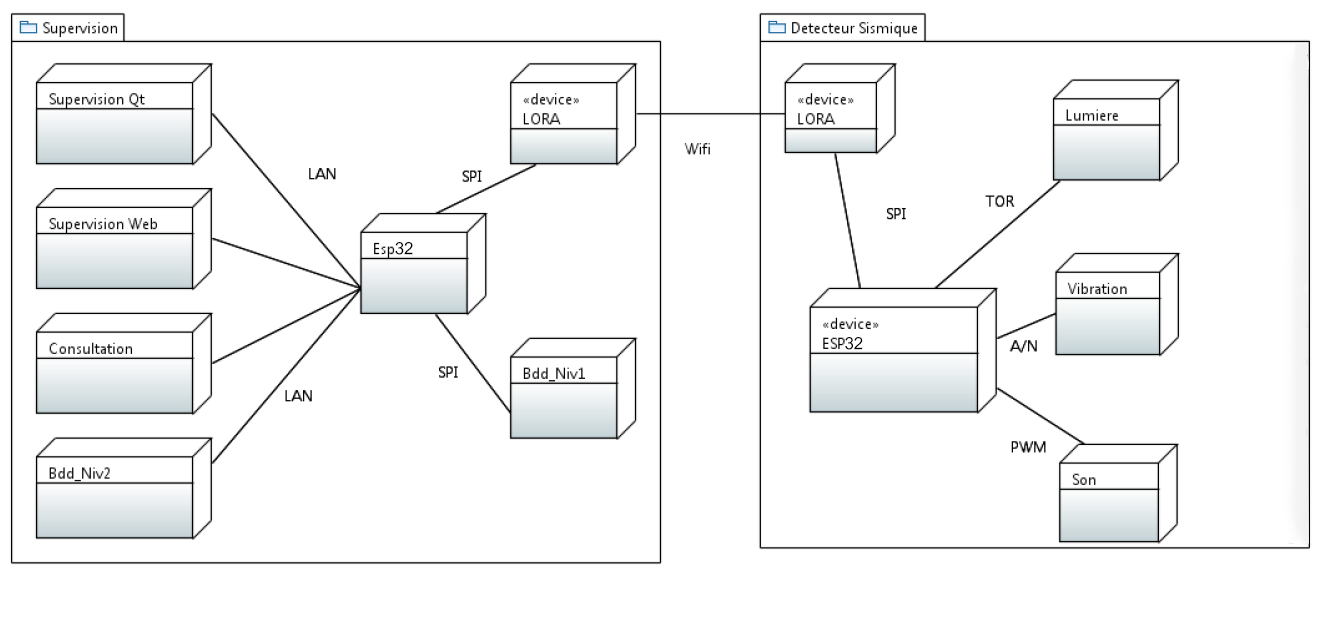 Supervision
Supervision Qt
Supervision Web
Consultation
Bdd_Niv2
LAN
LAN
«device»
LORA
SPI
Esp32
SPI
Bdd_Niv1
Wifi
Detecteur Sismique
«device»
LORA
SPI
Lumiere
TOR
«device»
ESP32
Vibration
A/N
PWM
Son